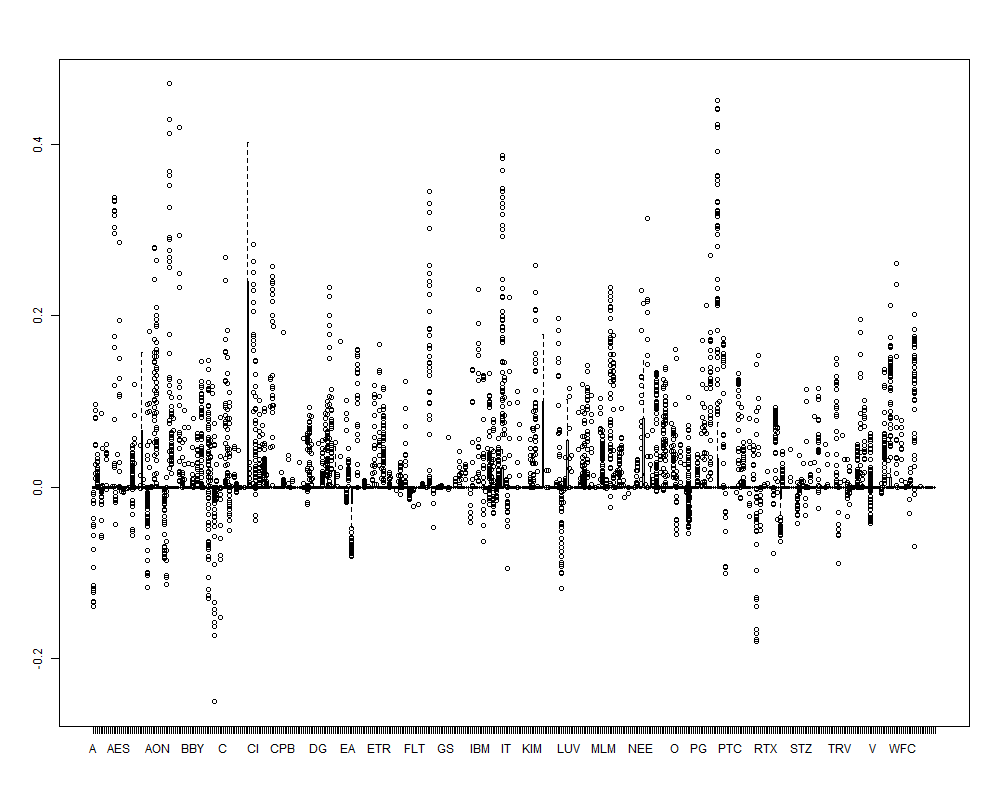 0.4
0.2
0.0
-0.2
A AES AON BBY C CI CPB DG EA ETR FLT GS IBM IT KIM LUV MLM NEE O PG PTC RTX STZ TRV V WFC